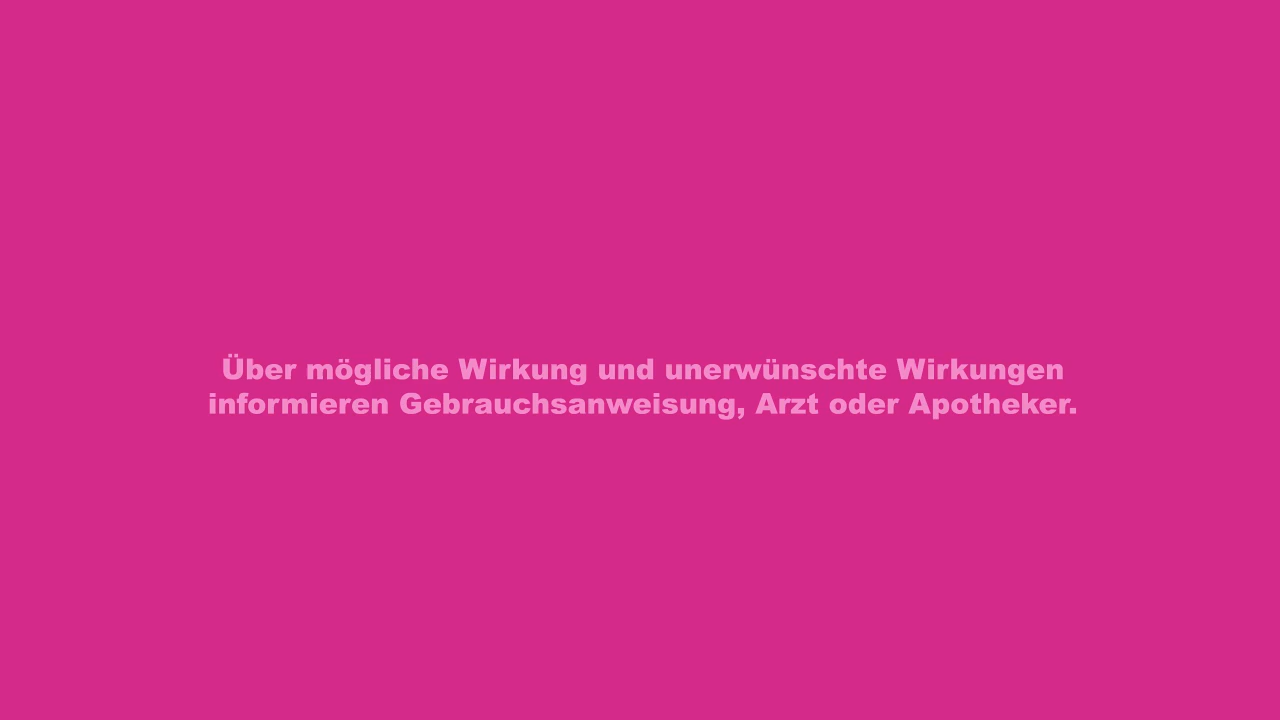 Über mögliche Wirkung und unerwünschte Wirkungen
informieren Gebrauchsanweisung, Arzt oder Apotheker.